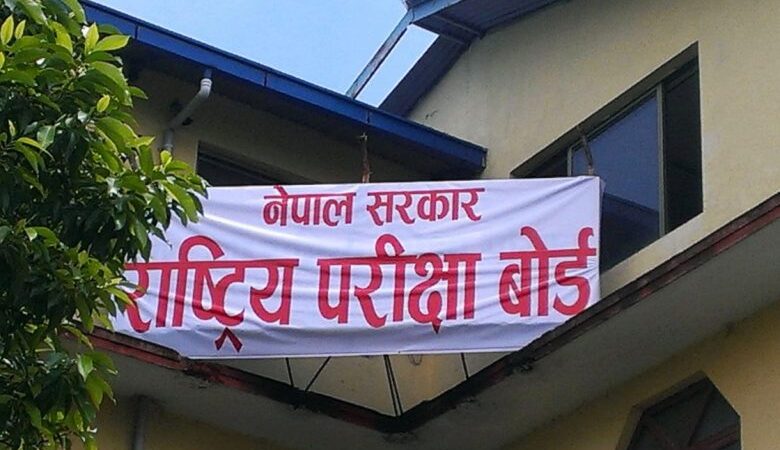 नेपाल सरकार
राष्ट्रिय परीक्षा बोर्ड